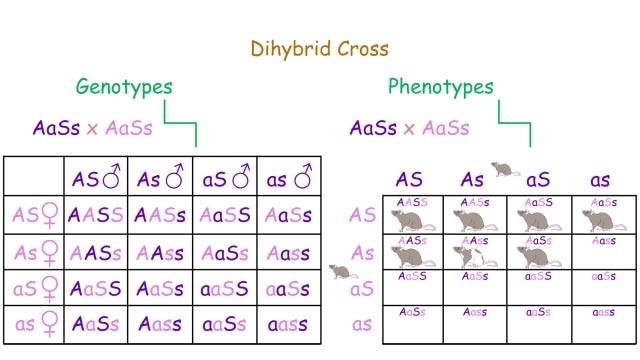 Dihybrid Cross
Genotypes
AaSs x AaSs
AS♂ As♂ aS♂ as♂
AS♀ AASS AASs AaSS AaSs
As♀ AASs AAss AaSs Aass
aS♀ AaSS AaSs aaSS aaSs
as♀ AaSs Aass aaSs aass
Phenotypes
AaSs x AaSs
AS As aS as
AS AASS AASs AaSS AaSs
As AASs AAss AaSs Aass
aS AaSS AaSs aaSS aaSs
as AaSs Aass aaSs aass